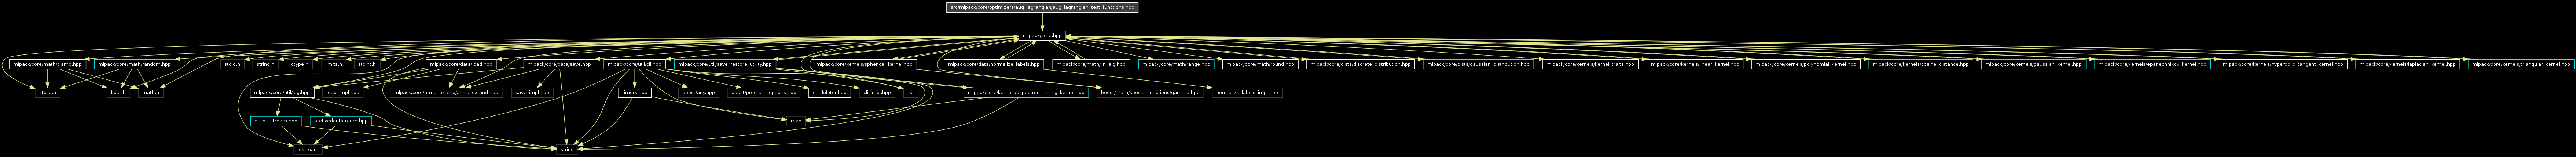 src/mlpack/core/optimizers/aug_lagrangian/aug_lagrangian_test_functions.hpp
mlpack/core.hpp
mlpack/core/math/clamp.hpp
mlpack/core/math/random.hpp
stdio.h
string.h
ctype.h
limits.h
stdint.h
mlpack/core/data/load.hpp
mlpack/core/data/save.hpp
mlpack/core/util/cli.hpp
mlpack/core/util/save_restore_utility.hpp
mlpack/core/kernels/spherical_kernel.hpp
mlpack/core/data/normalize_labels.hpp
mlpack/core/math/lin_alg.hpp
mlpack/core/math/range.hpp
mlpack/core/math/round.hpp
mlpack/core/dists/discrete_distribution.hpp
mlpack/core/dists/gaussian_distribution.hpp
mlpack/core/kernels/kernel_traits.hpp
mlpack/core/kernels/linear_kernel.hpp
mlpack/core/kernels/polynomial_kernel.hpp
mlpack/core/kernels/cosine_distance.hpp
mlpack/core/kernels/gaussian_kernel.hpp
mlpack/core/kernels/epanechnikov_kernel.hpp
mlpack/core/kernels/hyperbolic_tangent_kernel.hpp
mlpack/core/kernels/laplacian_kernel.hpp
mlpack/core/kernels/triangular_kernel.hpp
stdlib.h
float.h
math.h
mlpack/core/util/log.hpp
load_impl.hpp
mlpack/core/arma_extend/arma_extend.hpp
save_impl.hpp
timers.hpp
boost/any.hpp
boost/program_options.hpp
cli_deleter.hpp
cli_impl.hpp
list
mlpack/core/kernels/pspectrum_string_kernel.hpp
boost/math/special_functions/gamma.hpp
normalize_labels_impl.hpp
nulloutstream.hpp
prefixedoutstream.hpp
map
iostream
string